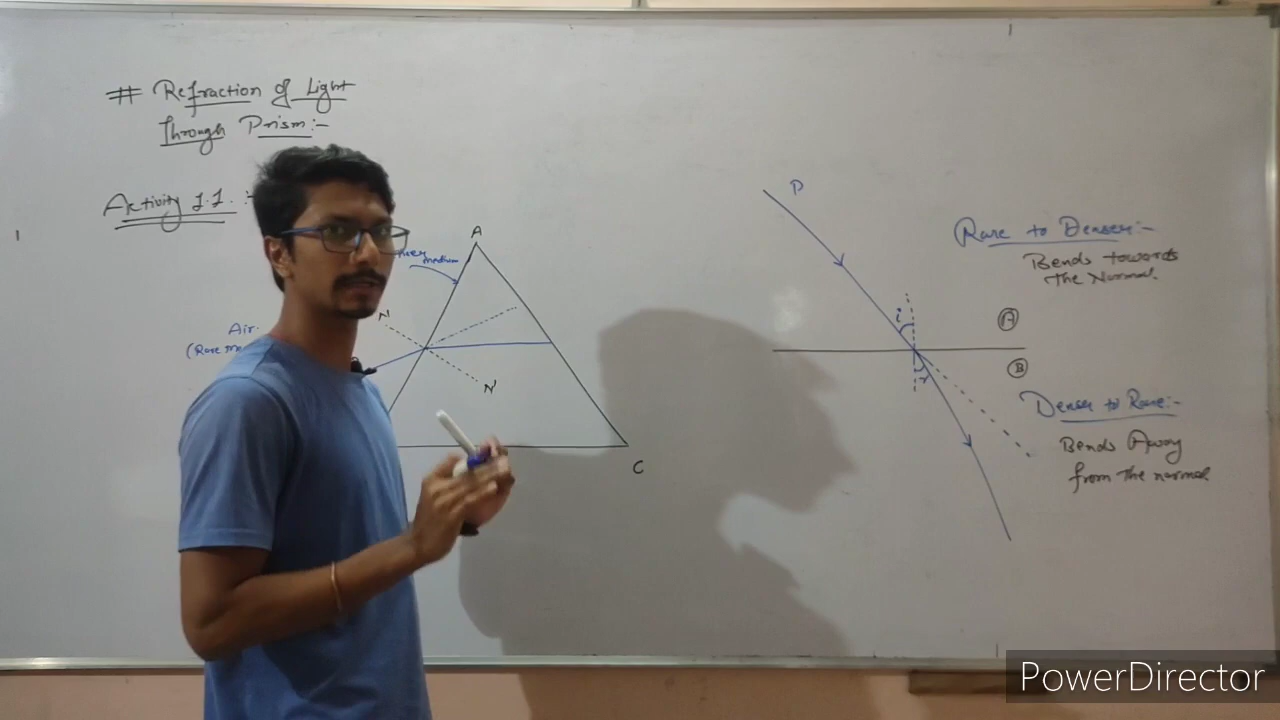 # Refraction of Light
through Prism:-
Activity 1.1. :-
A
medium
Air.
(Rare
N
N'
C
P
Rare to Denser:-
Bends towards
the Normal.
i
A
B
r
Denser to Rare:-
Bends Away
from the normal
PowerDirector